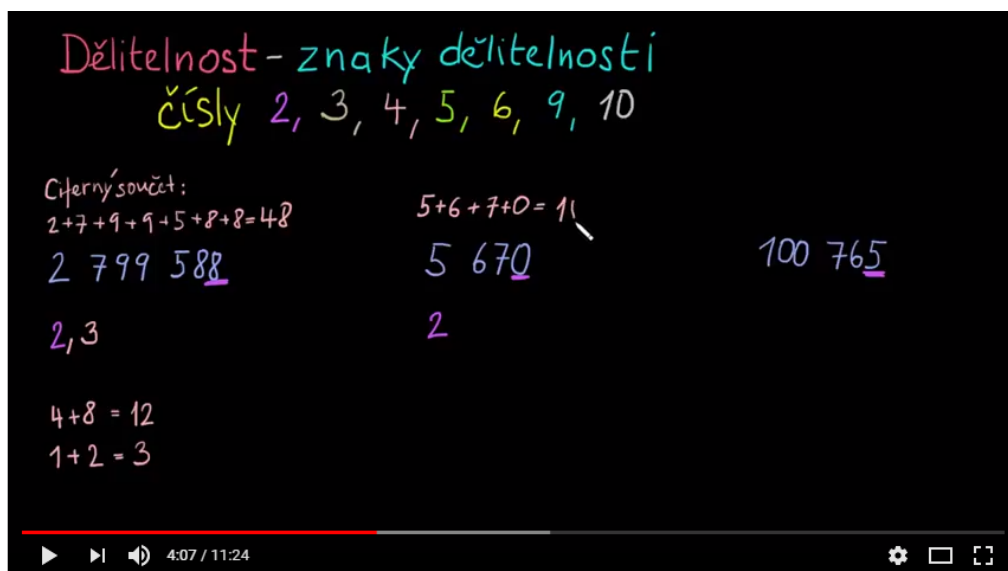 Dělitelnost - znaky dělitelnosti
čísly 2, 3, 4, 5, 6, 9, 10
Ciferný součet:
2+7+9+9+5+8+8=48
2 799 588
2, 3
4+8 = 12
1+2 = 3
5+6+7+0= 1
5 670
2
100 765
4:07 / 11:24